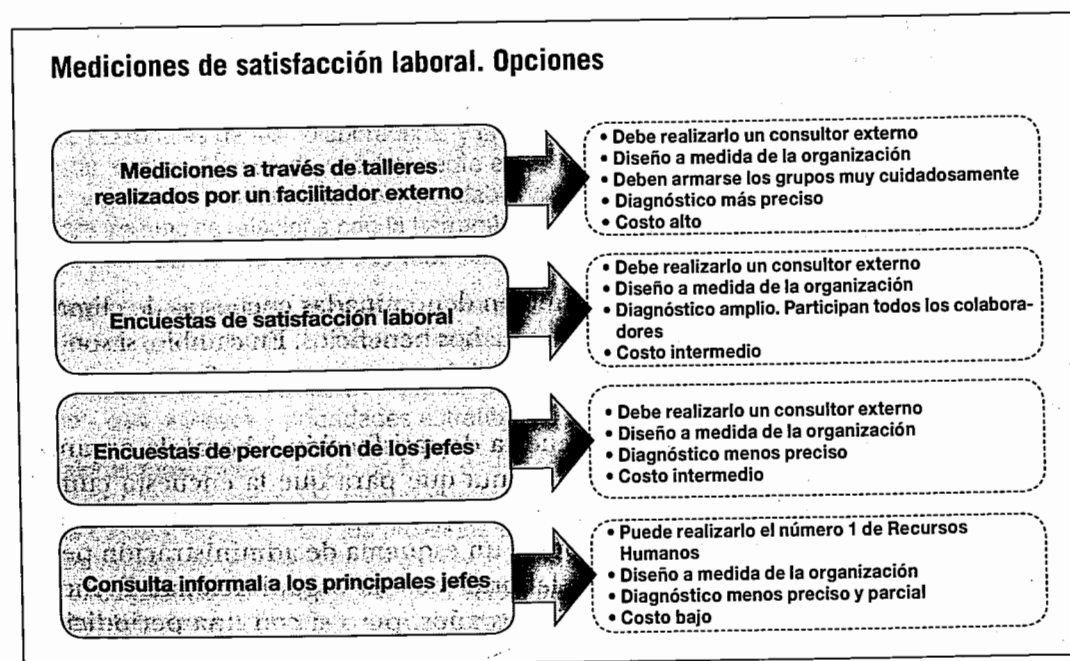 Mediciones de satisfacción laboral. Opciones
Mediciones a través de talleres
realizados por un facilitador externo
• Debe realizarlo un consultor externo
• Diseño a medida de la organización
• Deben armarse los grupos muy cuidadosamente
• Diagnóstico más preciso
• Costo alto
Encuestas de satisfacción laboral
• Debe realizarlo un consultor externo
• Diseño a medida de la organización
• Diagnóstico amplio. Participan todos los colabora-
dores
• Costo intermedio
Encuestas de percepción de los jefes
• Debe realizarlo un consultor externo
• Diseño a medida de la organización
• Diagnóstico menos preciso
• Costo intermedio
Consulta informal a los principales jefes
• Puede realizarlo el número 1 de Recursos
Humanos
• Diseño a medida de la organización
• Diagnóstico menos preciso y parcial
• Costo bajo